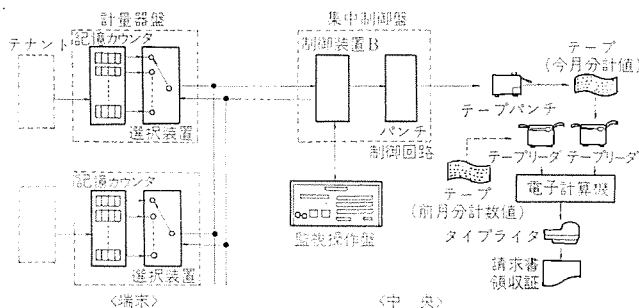 計量器盤
テナント
記憶カウンタ
選択装置
記憶カウンタ
選択装置
〈端末〉
集中制御盤
制御装置B
パンチ
制御回路
監視操作盤
〈中 央〉
テープパンチ
テープ
(今月分計値)
テープリーダ
テープリーダ
テープ
(前月分計数値)
電子計算機
タイプライタ
請求書
領収証